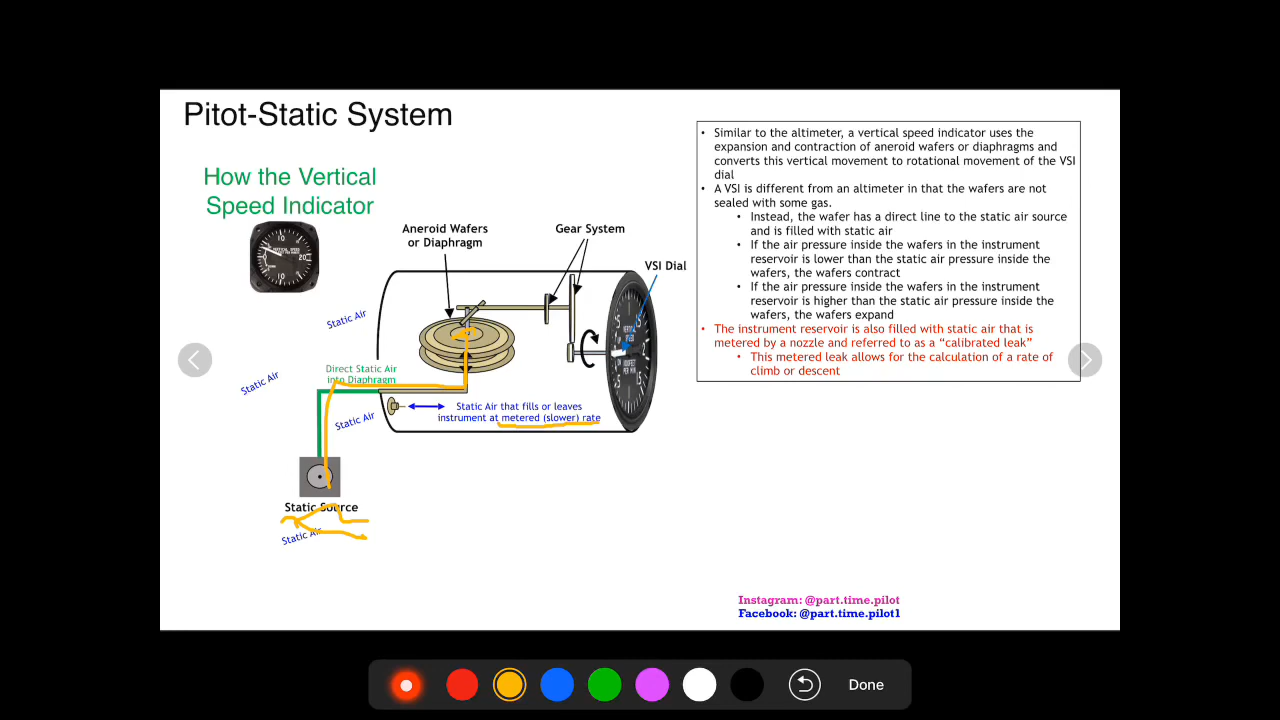 Pitot-Static System
How the Vertical
Speed Indicator
Aneroid Wafers
or Diaphragm
Gear System
VSI Dial
Static Air
Static Air
Direct Static Air
into Diaphragm
Static Air
Static Air that fills or leaves
instrument at metered (slower) rate
Static Source
Static Air
• Similar to the altimeter, a vertical speed indicator uses the
expansion and contraction of aneroid wafers or diaphragms and
converts this vertical movement to rotational movement of the VSI
dial
• A VSI is different from an altimeter in that the wafers are not
sealed with some gas.
• Instead, the wafer has a direct line to the static air source
and is filled with static air
• If the air pressure inside the wafers in the instrument
reservoir is lower than the static air pressure inside the
wafers, the wafers contract
• If the air pressure inside the wafers in the instrument
reservoir is higher than the static air pressure inside the
wafers, the wafers expand
• The instrument reservoir is also filled with static air that is
metered by a nozzle and referred to as a “calibrated leak”
• This metered leak allows for the calculation of a rate of
climb or descent
Instagram: @part.time.pilot
Facebook: @part.time.pilot1
Done